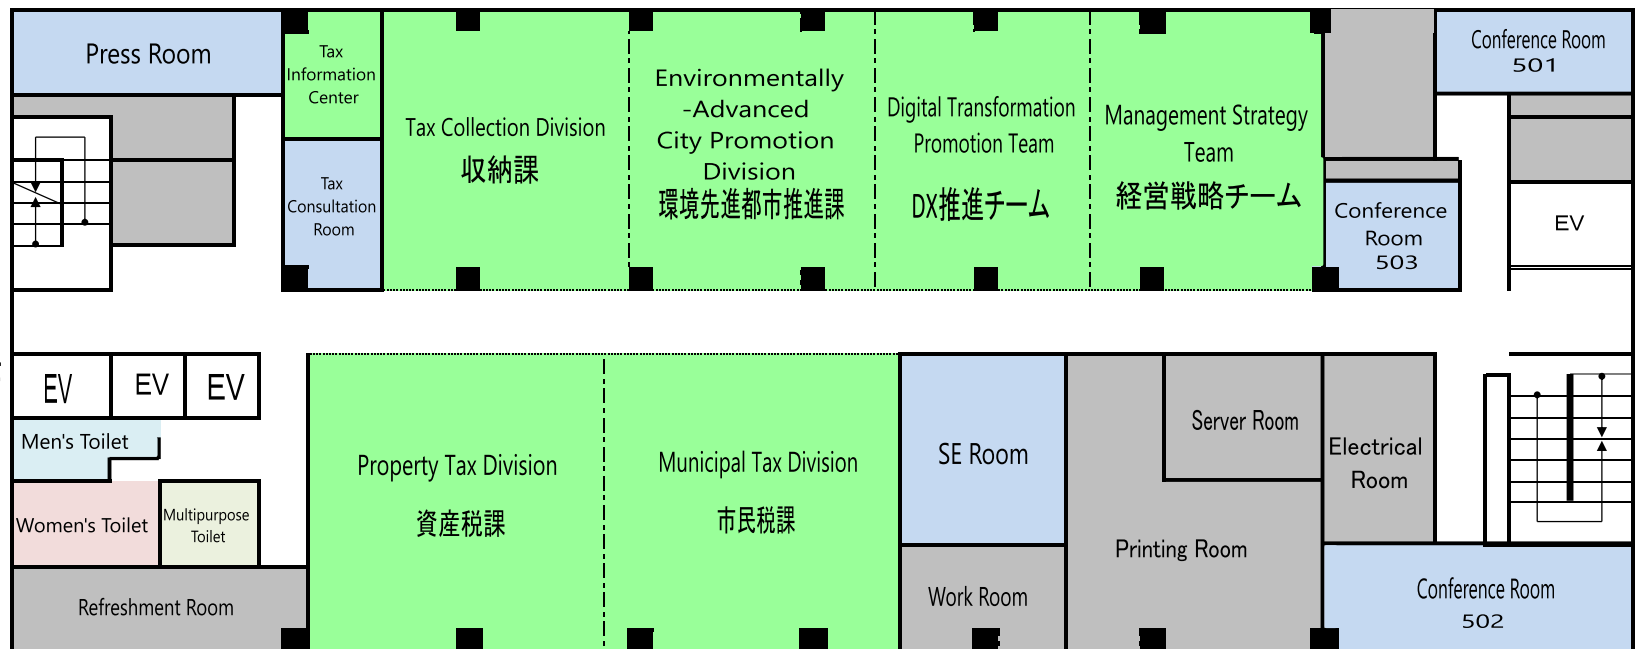 Press Room
Tax
Information
Center
Tax
Consultation
Room
Tax Collection Division
収納課
Environmentally
-Advanced
City Promotion
Division
環境先進都市推進課
Digital Transformation
Promotion Team
DX推進チーム
Management Strategy
Team
経営戦略チーム
Conference Room
501
Conference
Room
503
EV
EV
EV
EV
Men's Toilet
Women's Toilet
Multipurpose
Toilet
Refreshment Room
Property Tax Division
資産税課
Municipal Tax Division
市民税課
SE Room
Work Room
Server Room
Printing Room
Electrical
Room
Conference Room
502